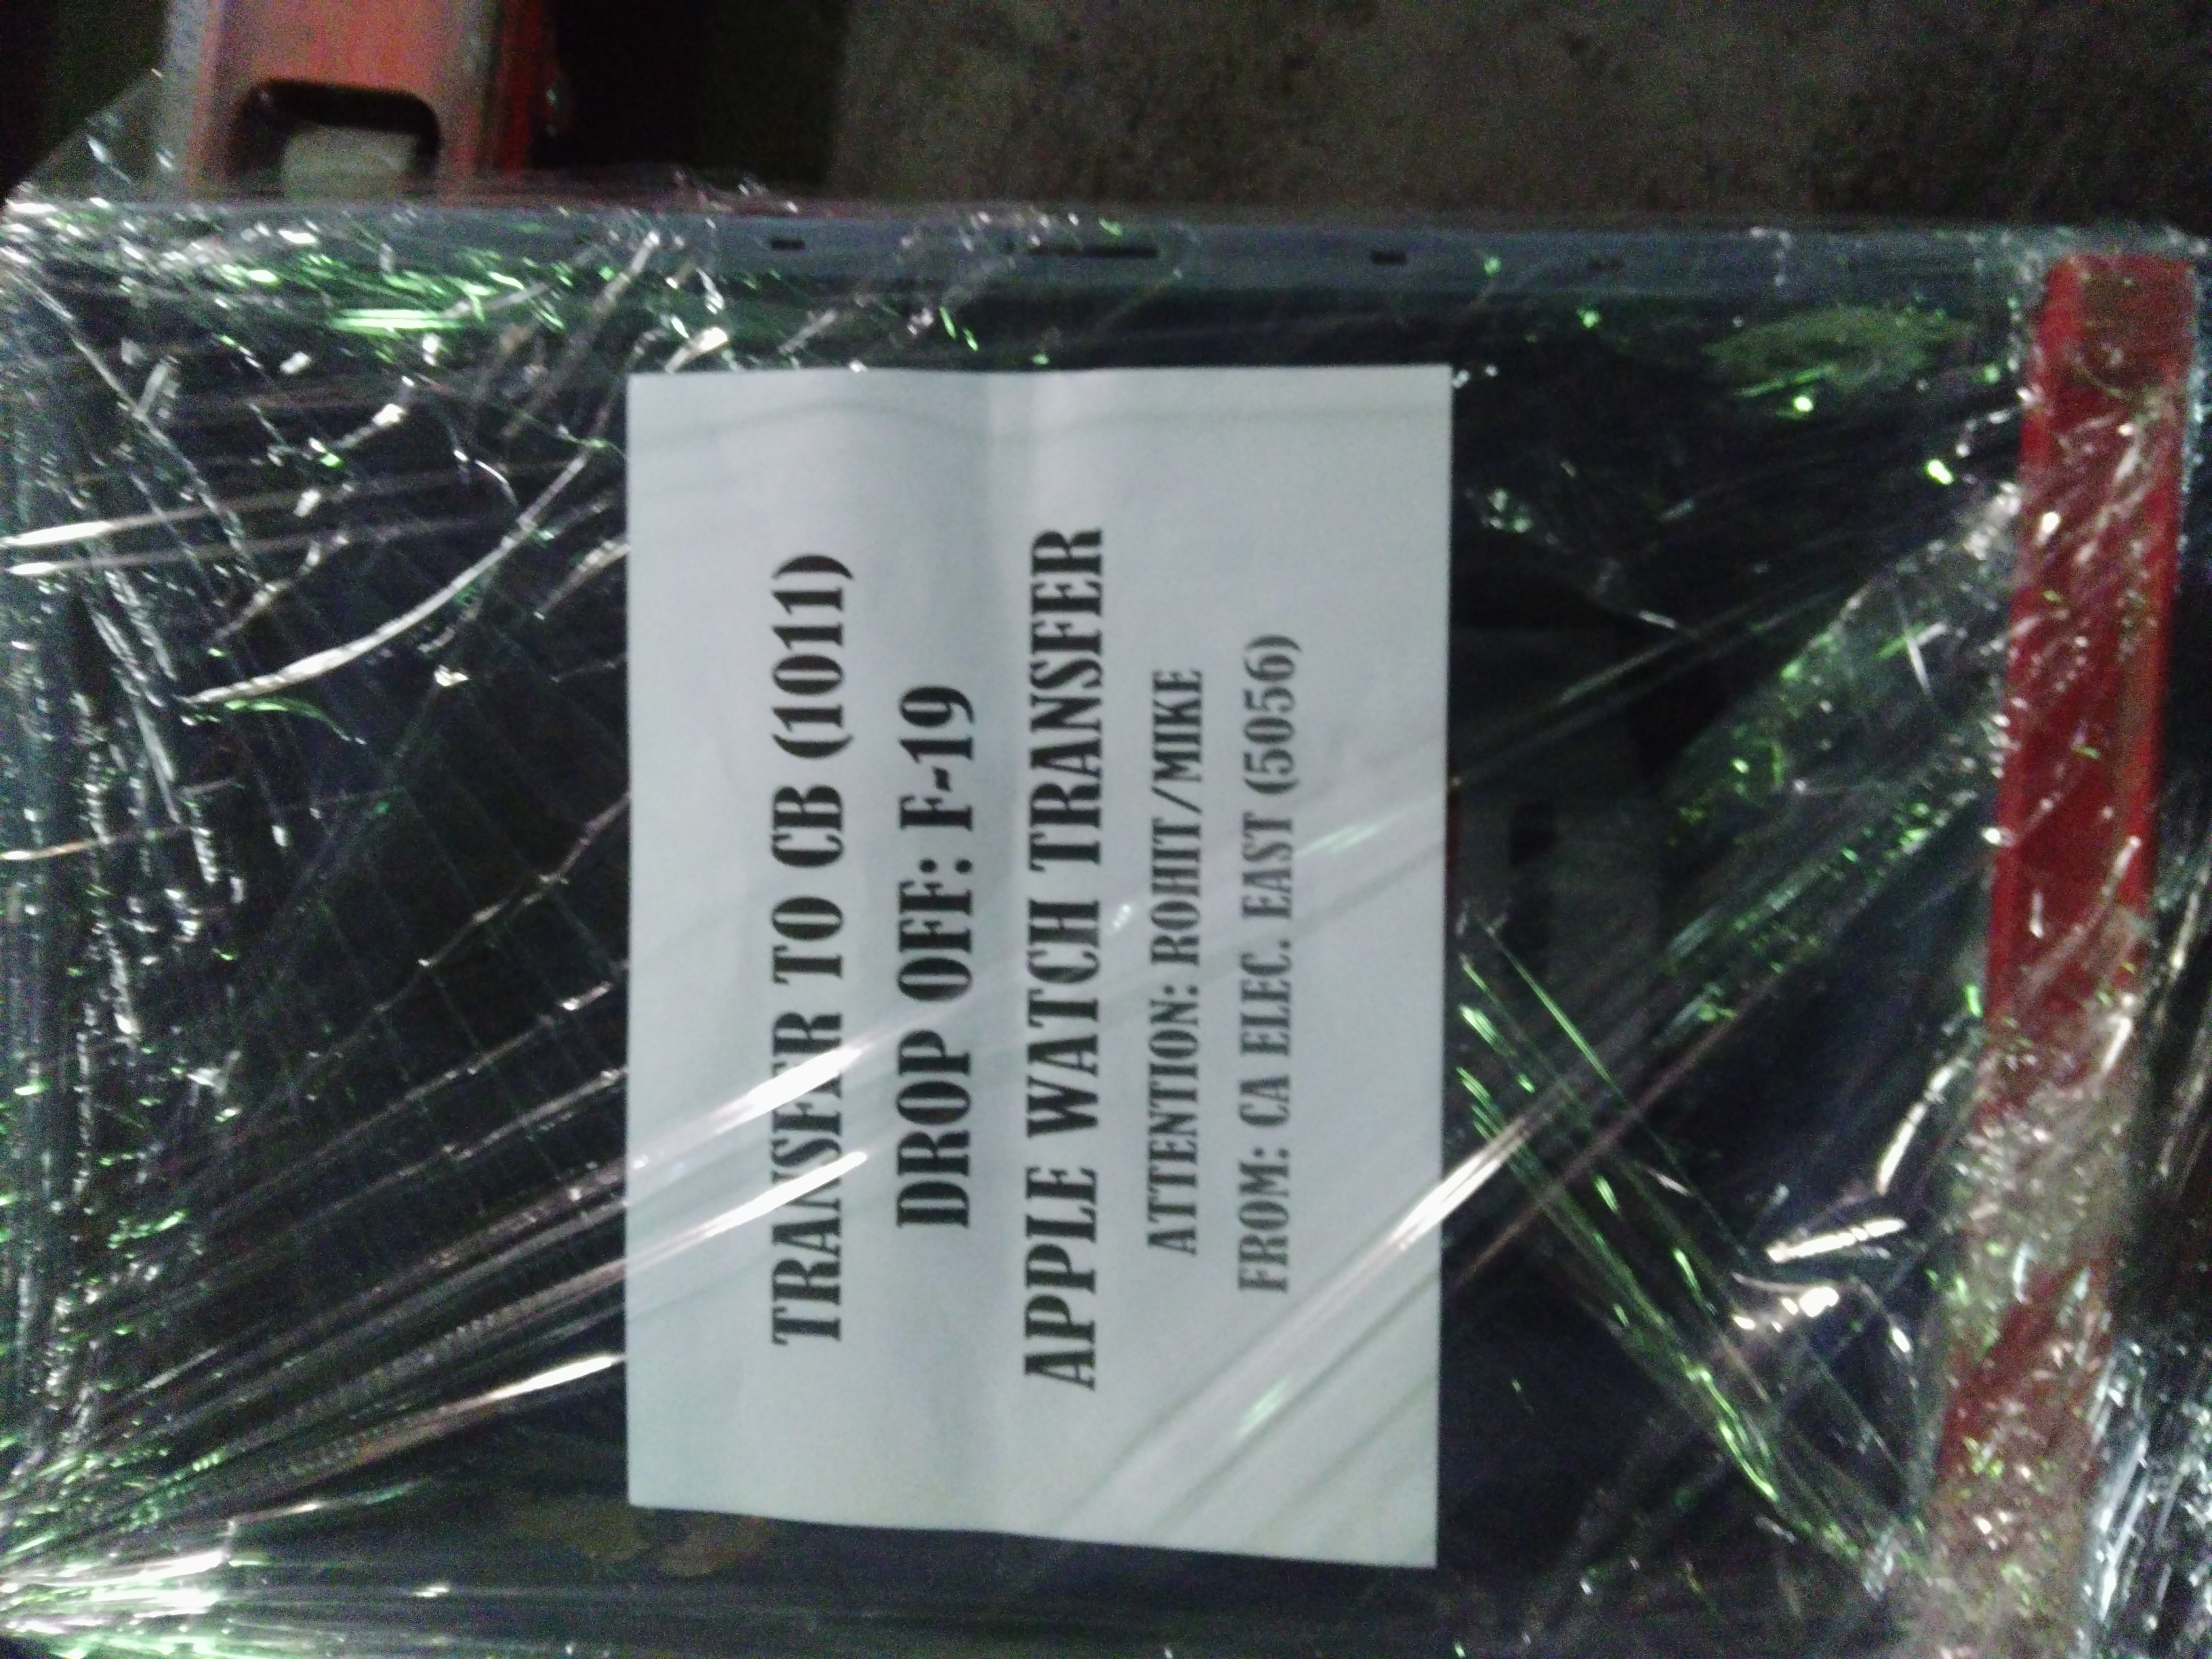 TRANSFER TO CB (1011)
DROP OFF: F-19
APPLE WATCH TRANSFER
ATTENTION: ROHIT/MIKE
FROM: CA ELEC. EAST (5056)